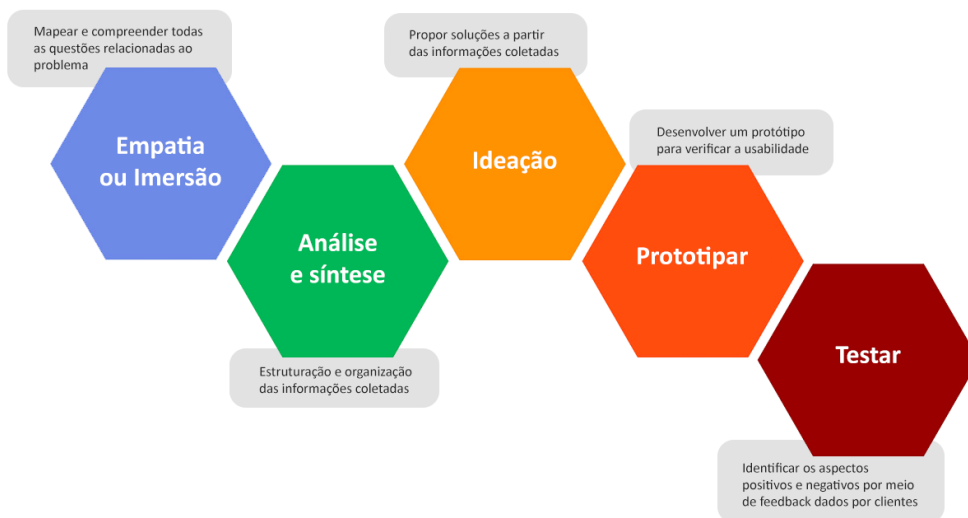 Mapear e compreender todas
as questões relacionadas ao
problema
Empatia
ou Imersão
Análise
e síntese
Estruturação e organização
das informações coletadas
Propor soluções a partir
das informações coletadas
Ideação
Desenvolver um protótipo
para verificar a usabilidade
Prototipar
Testar
Identificar os aspectos
positivos e negativos por meio
de feedback dados por clientes